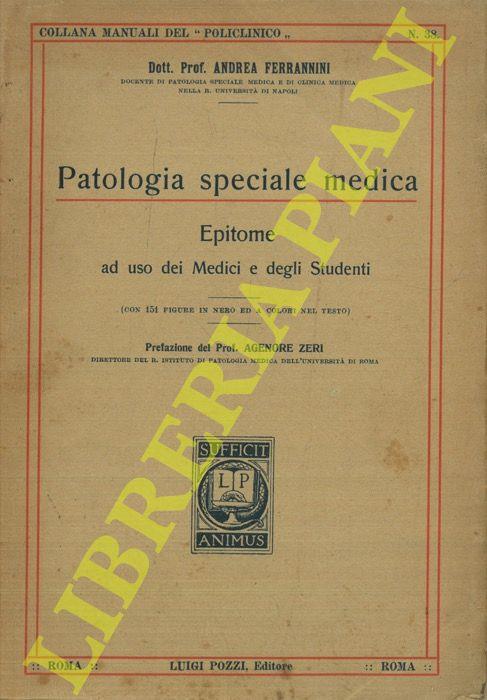 COLLANA MANUALI DEL "POLICLINICO„ N. 38.
Dott. Prof. ANDREA FERRANNINI
DOCENTE DI PATOLOGIA SPECIALE MEDICA E DI CLINICA MEDICA
NELLA R. UNIVERSITÀ DI NAPOLI
Patologia speciale medica
Epitome
ad uso dei Medici e degli Studenti
(CON 151 FIGURE IN NERO ED A COLORI NEL TESTO)
Prefazione del Prof. AGENORE ZERI
DIRETTORE DEL R. ISTITUTO DI PATOLOGIA MEDICA DELL'UNIVERSITÀ DI ROMA
SUFFICIT
L P
ANIMUS
:: ROMA :: LUIGI POZZI, Editore :: ROMA ::
LIBRERIA PIANI